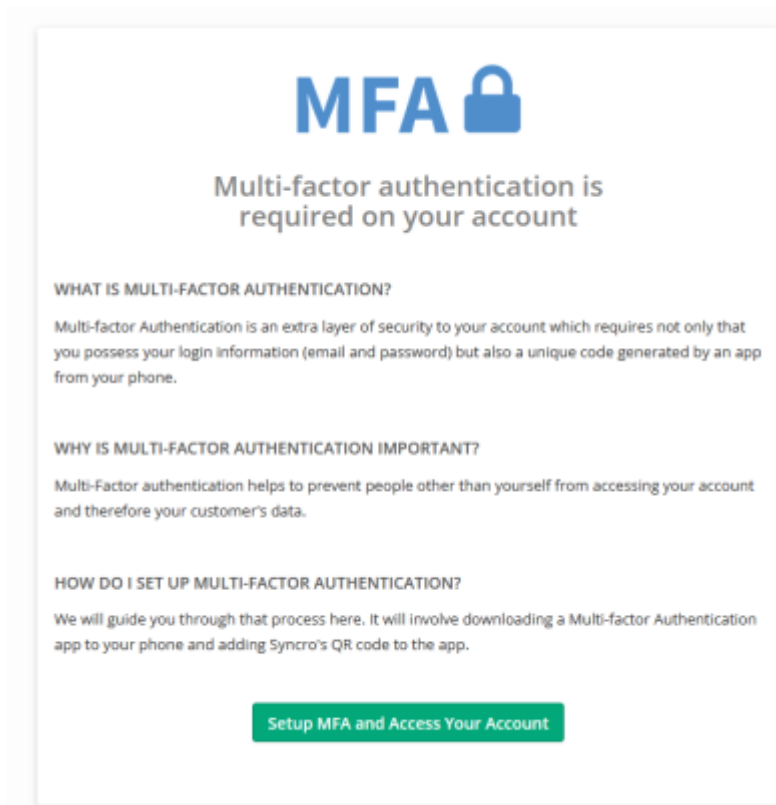 MFA
Multi-factor authentication is
required on your account
WHAT IS MULTI-FACTOR AUTHENTICATION?
Multi-factor Authentication is an extra layer of security to your account which requires not only that
you possess your login information (email and password) but also a unique code generated by an app
from your phone.
WHY IS MULTI-FACTOR AUTHENTICATION IMPORTANT?
Multi-Factor authentication helps to prevent people other than yourself from accessing your account
and therefore your customer's data.
HOW DO I SET UP MULTI-FACTOR AUTHENTICATION?
We will guide you through that process here. It will involve downloading a Multi-factor Authentication
app to your phone and adding Syncro's QR code to the app.
Setup MFA and Access Your Account